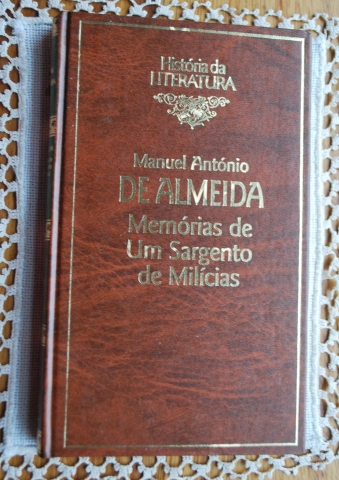 História da
LITERATURA
Manuel António
DE ALMEIDA
Memórias de
Um Sargento
de Milícias